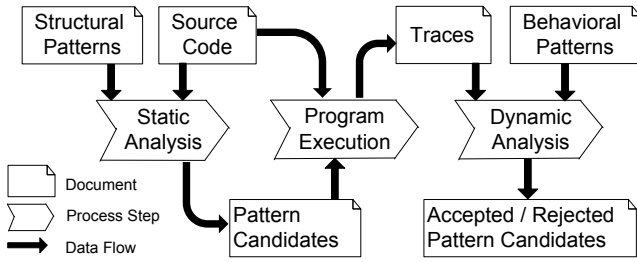 Structural
Patterns
Source
Code
Traces
Behavioral
Patterns
Static
Analysis
Program
Execution
Dynamic
Analysis
Document
Process Step
Data Flow
Pattern
Candidates
Accepted / Rejected
Pattern Candidates